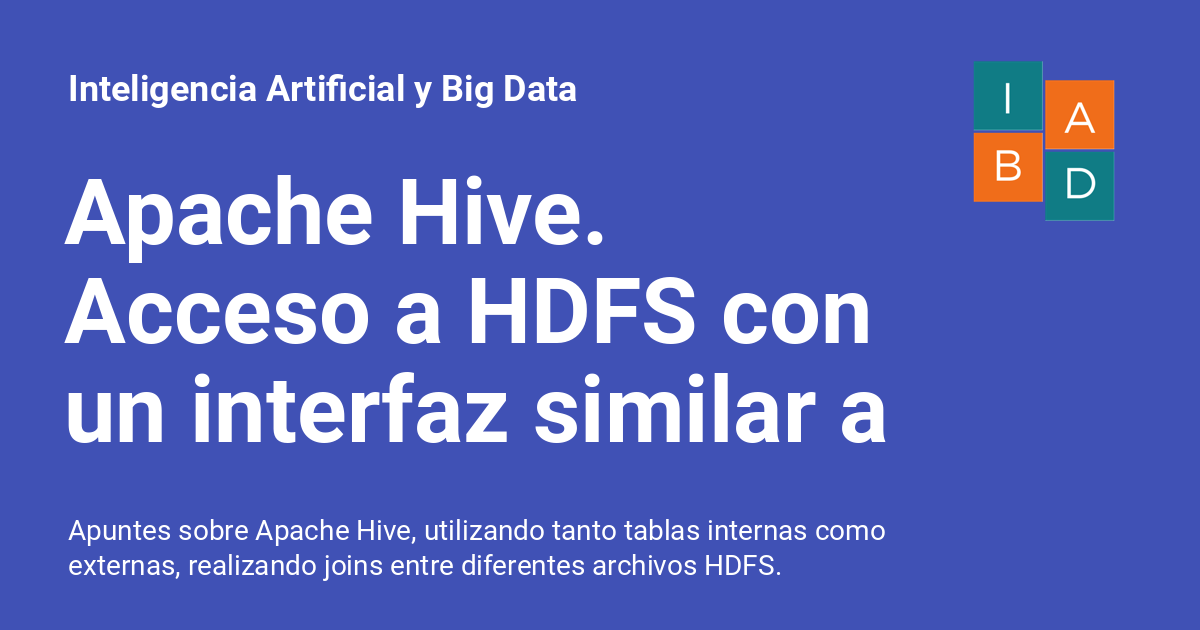 Inteligencia Artificial y Big Data
I
A
B
D
Apache Hive.
Acceso a HDFS con
un interfaz similar a
Apuntes sobre Apache Hive, utilizando tanto tablas internas como
externas, realizando joins entre diferentes archivos HDFS.